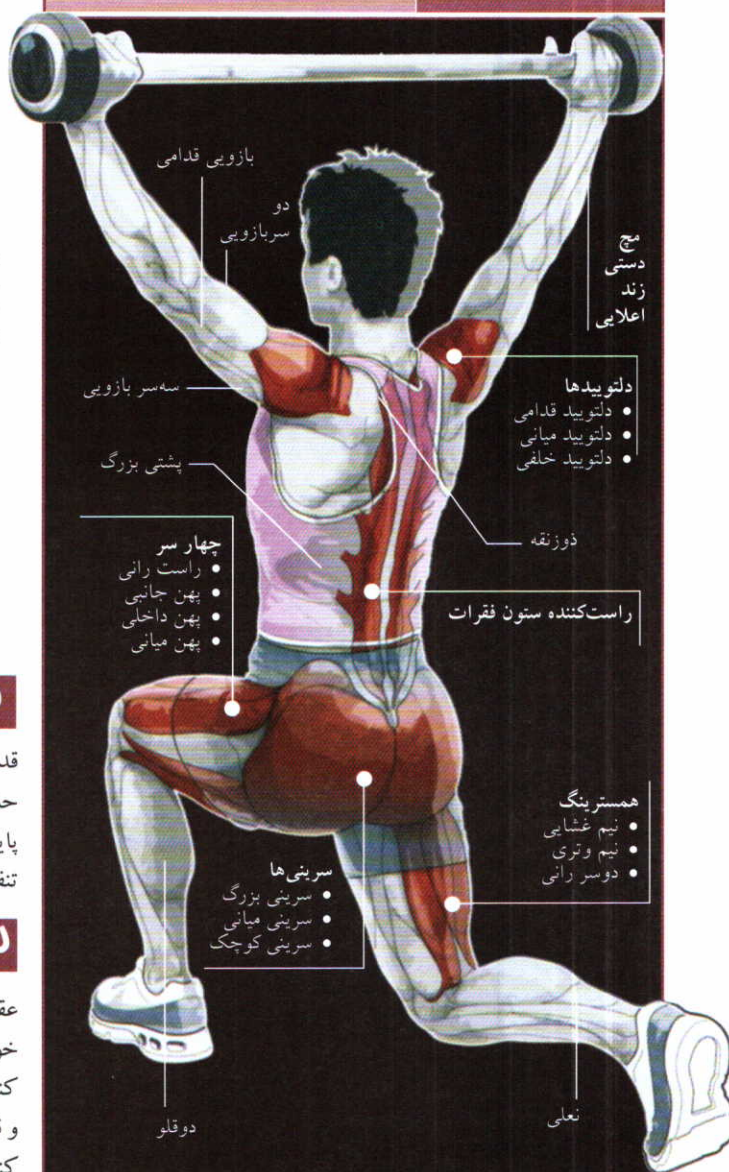 بازویی قدامی
دو
سربازویی
مچ
دستی
زند
اعلایی
سه‌سر بازویی
دلتوییدها
• دلتویید قدامی
• دلتویید میانی
• دلتویید خلفی
پشتی بزرگ
ذوزنقه
چهار سر
• راست رانی
• پهن جانبی
• پهن داخلی
• پهن میانی
راست‌کننده ستون فقرات
همسترینگ
• نیم غشایی
• نیم وتری
• دوسر رانی
سرینی‌ها
• سرینی بزرگ
• سرینی میانی
• سرینی کوچک
دوقلو
نعلی